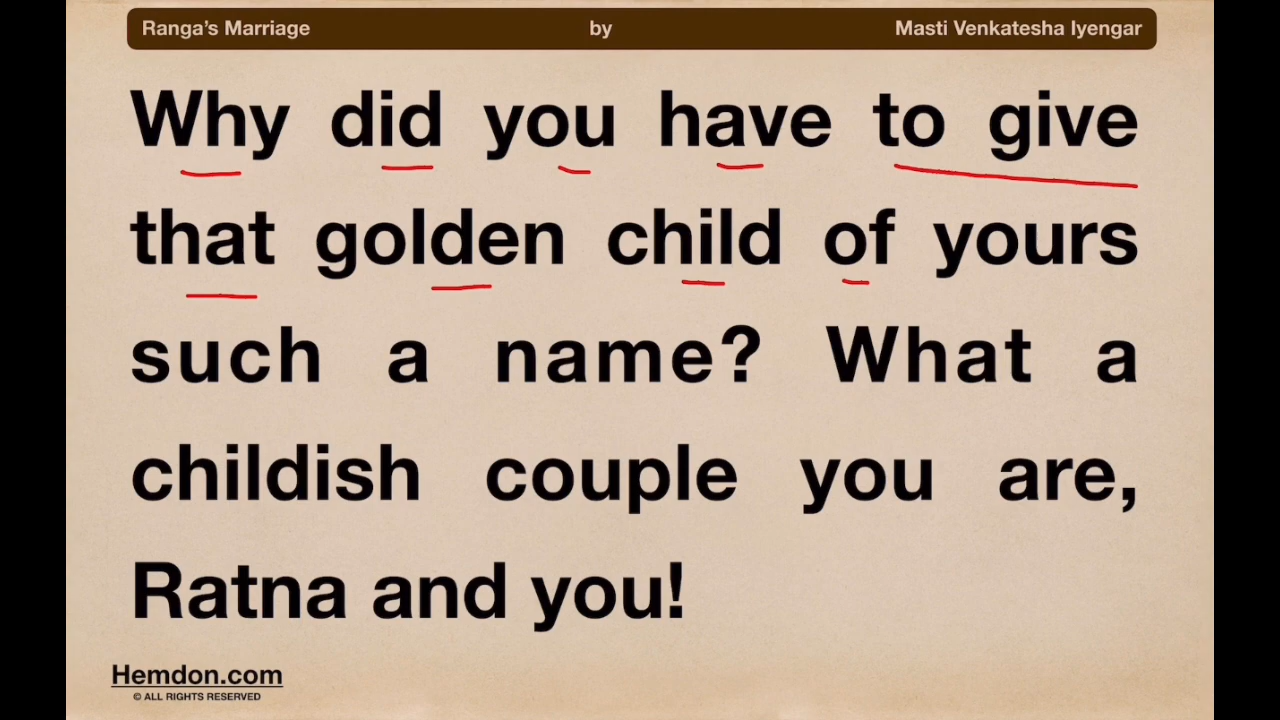 Ranga's Marriage by Masti Venkatesha Iyengar
Why did you have to give
that golden child of yours
such a name? What a
childish couple you are,
Ratna and you!
Hemdon.com
© ALL RIGHTS RESERVED